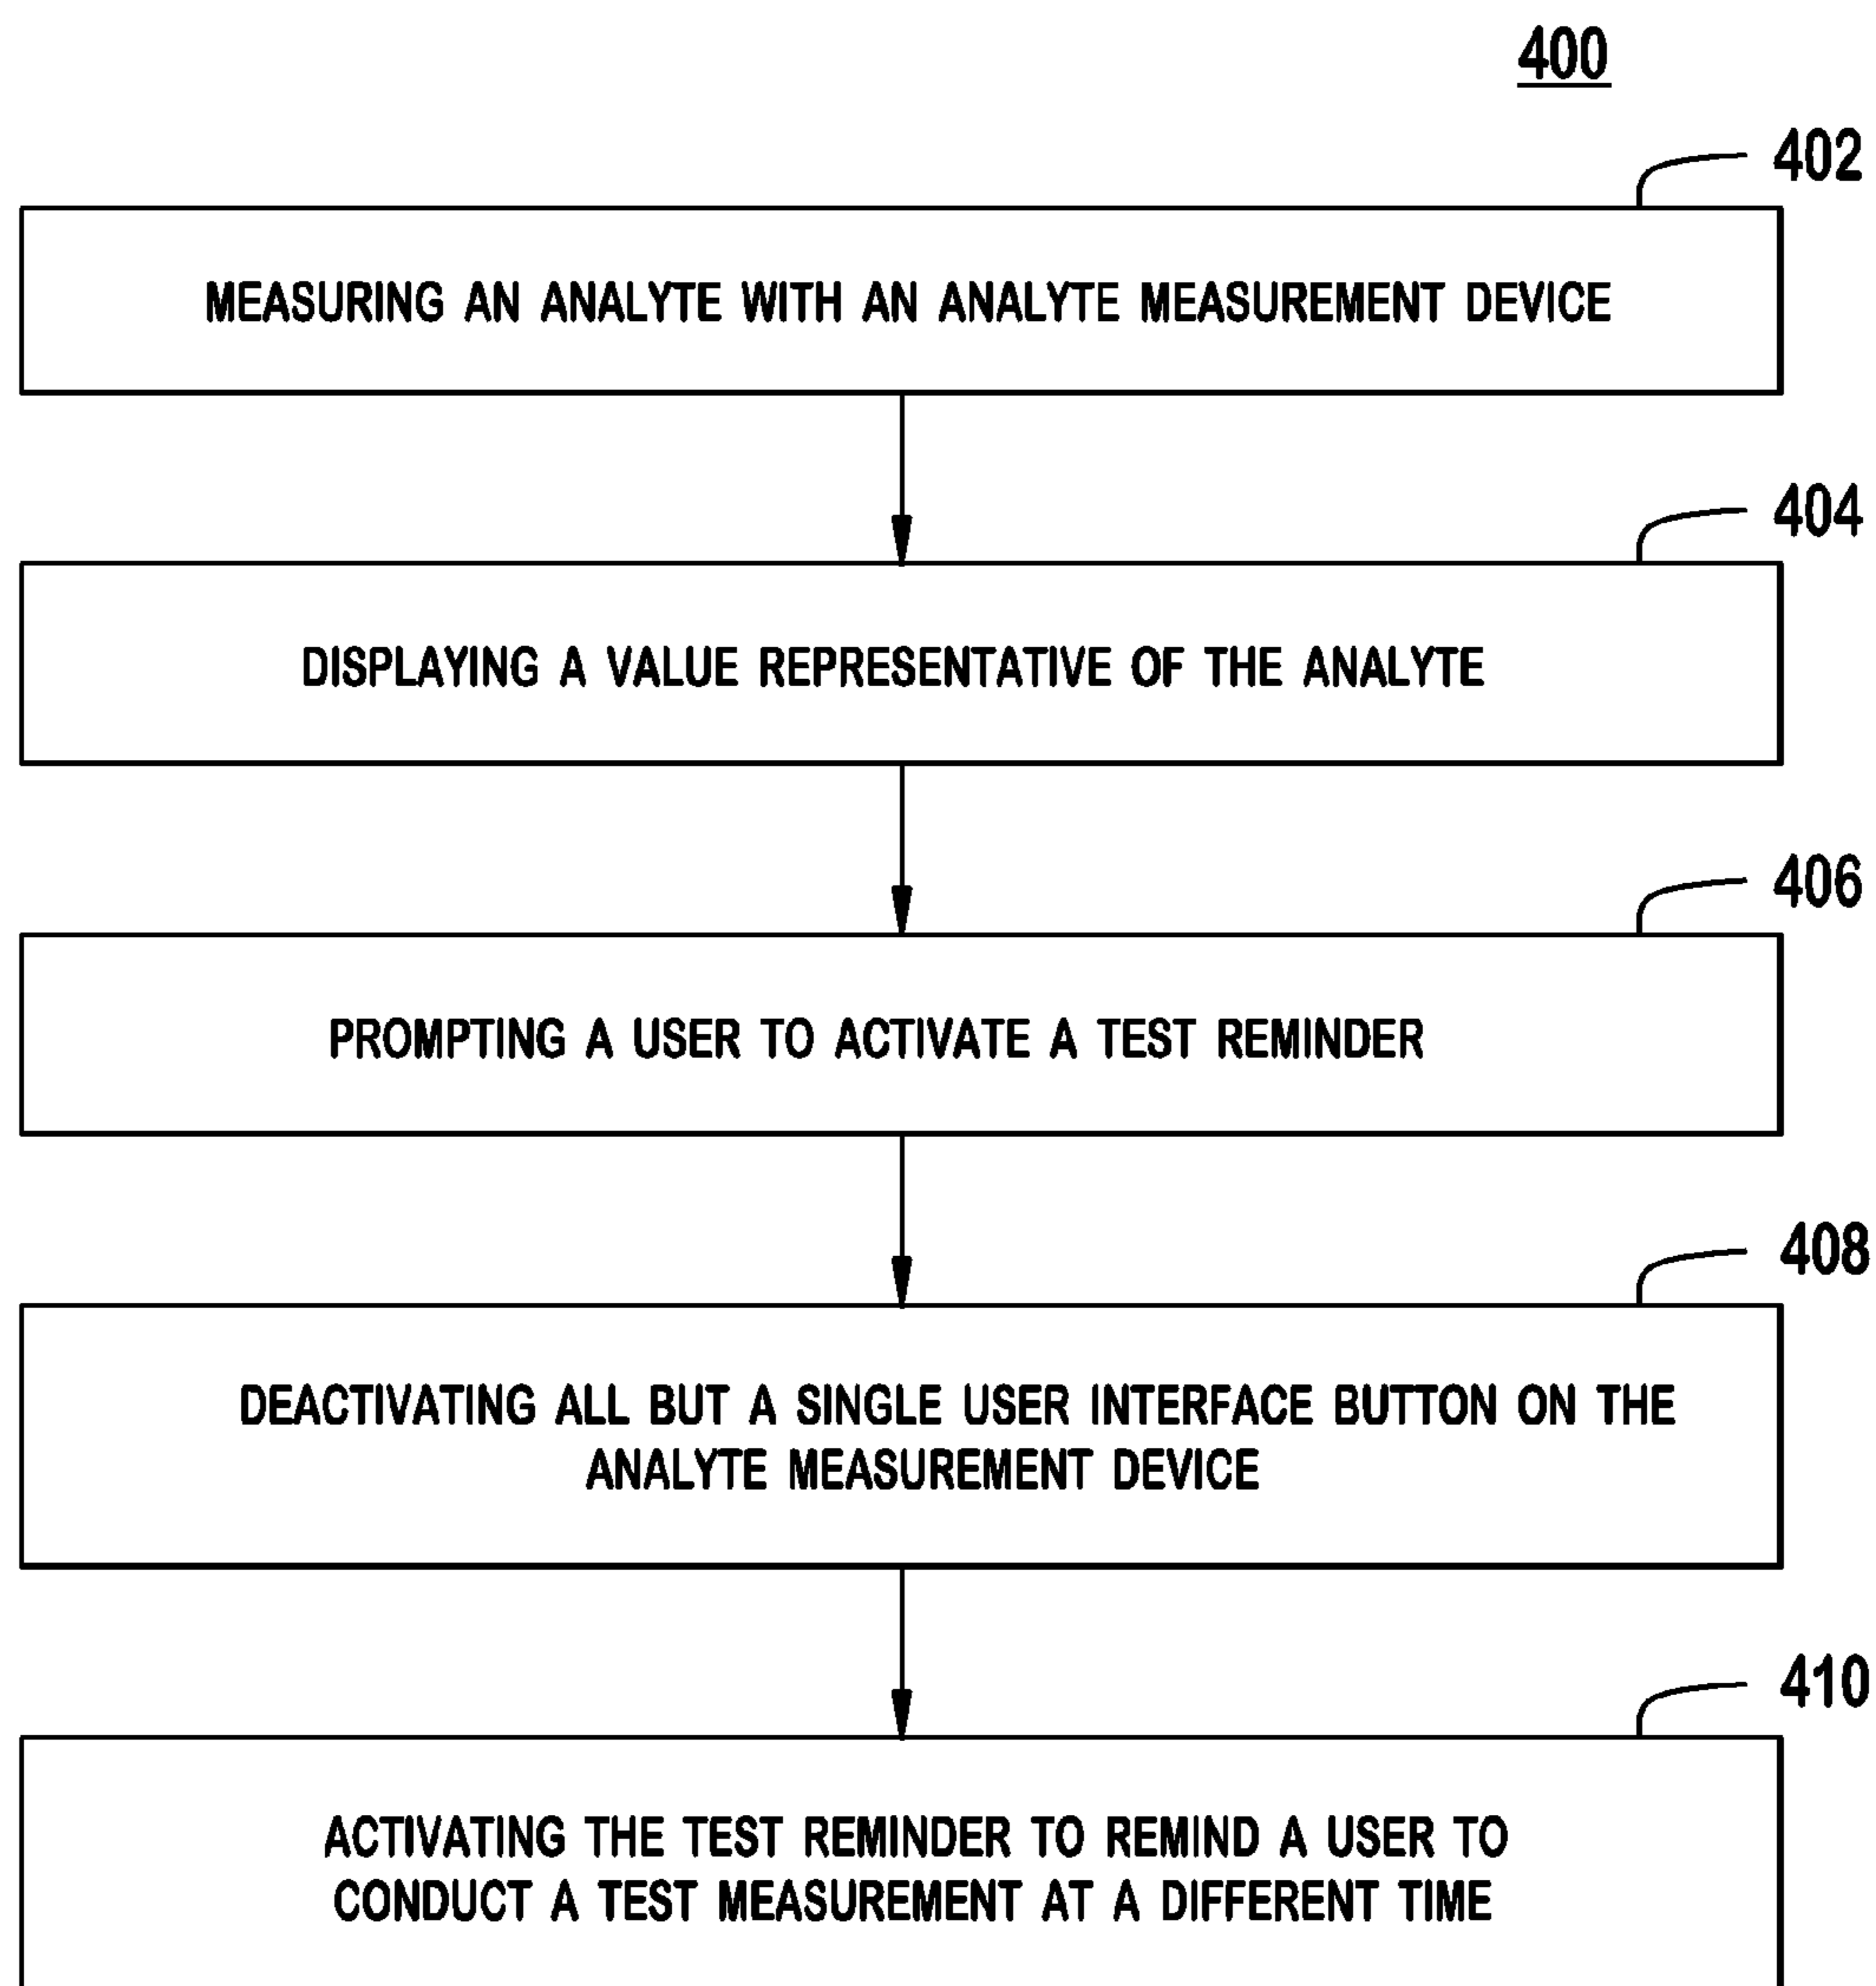 400
402
MEASURING AN ANALYTE WITH AN ANALYTE MEASUREMENT DEVICE
404
DISPLAYING A VALUE REPRESENTATIVE OF THE ANALYTE
406
PROMPTING A USER TO ACTIVATE A TEST REMINDER
408
DEACTIVATING ALL BUT A SINGLE USER INTERFACE BUTTON ON THE
ANALYTE MEASUREMENT DEVICE
410
ACTIVATING THE TEST REMINDER TO REMIND A USER TO
CONDUCT A TEST MEASUREMENT AT A DIFFERENT TIME